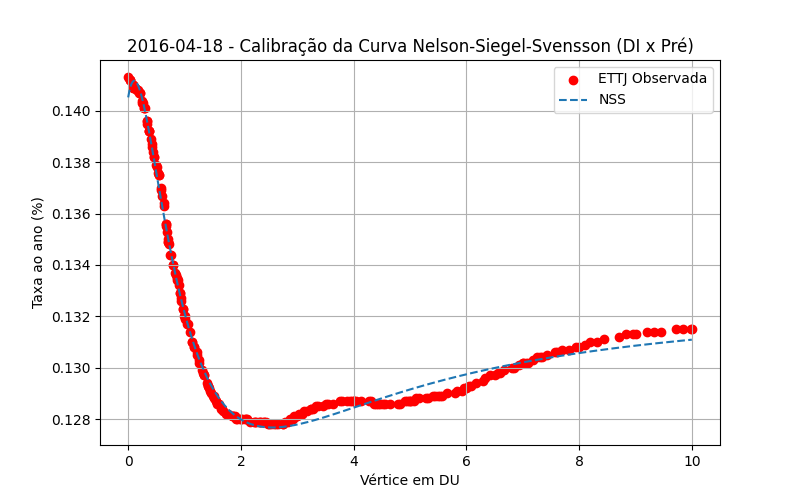 2016-04-18 - Calibração da Curva Nelson-Siegel-Svensson (DI x Pré)
ETTJ Observada
NSS
Taxa ao ano (%)
0.140
0.138
0.136
0.134
0.132
0.130
0.128
0 2 4 6 8 10
Vértice em DU